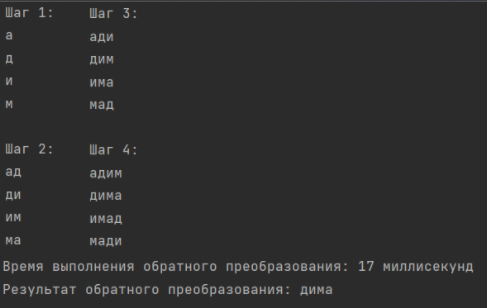 Шаг 1: Шаг 3:
а ади
д дим
и има
м мад
Шаг 2: Шаг 4:
ад адим
ди дима
им имад
ма мади
Время выполнения обратного преобразования: 17 миллисекунд
Результат обратного преобразования: дима